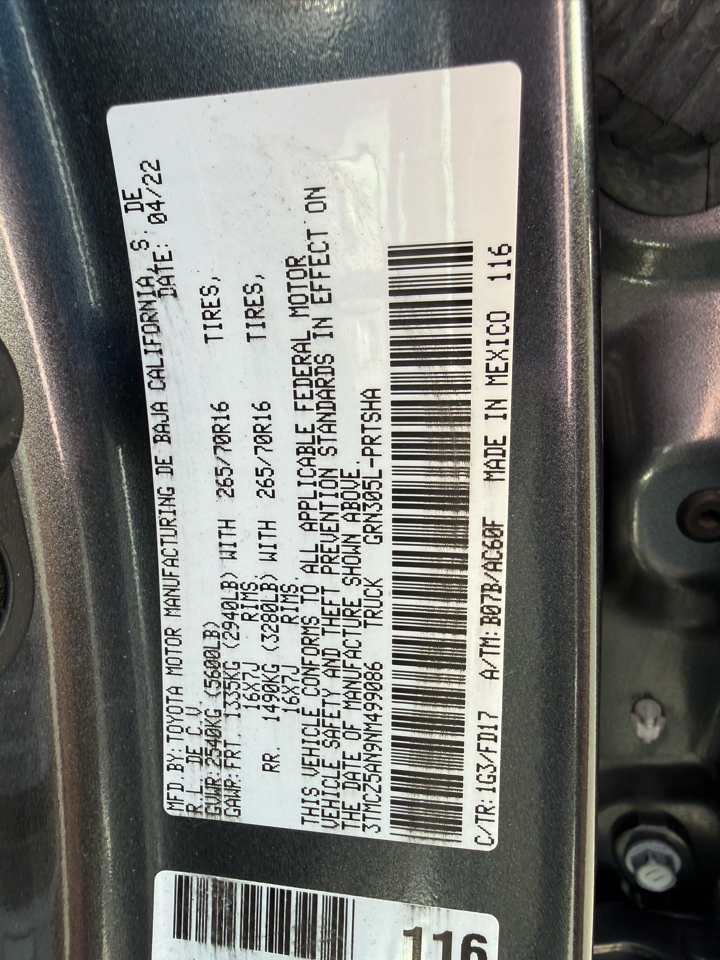 MFD BY: TOYOTA MOTOR MANUFACTURING DE BAJA CALIFORNIA, S. DE
R.L. DE C.V. DATE: 04/22
GVWR: 2540KG (5600LB)
GAWR: FRT. 1335KG (2940LB) WITH 265/70R16 TIRES,
16X7J RIMS.
RR. 1490KG (3280LB) WITH 265/70R16 TIRES,
16X7J RIMS.
THIS VEHICLE CONFORMS TO ALL APPLICABLE FEDERAL MOTOR
VEHICLE SAFETY AND THEFT PREVENTION STANDARDS IN EFFECT ON
THE DATE OF MANUFACTURE SHOWN ABOVE.
3TMCZ5AN9NM499086 TRUCK GRN305L-PRTSHA
C/TR: 1G3/FD17 A/TM: B07B/AC60F MADE IN MEXICO 116
116